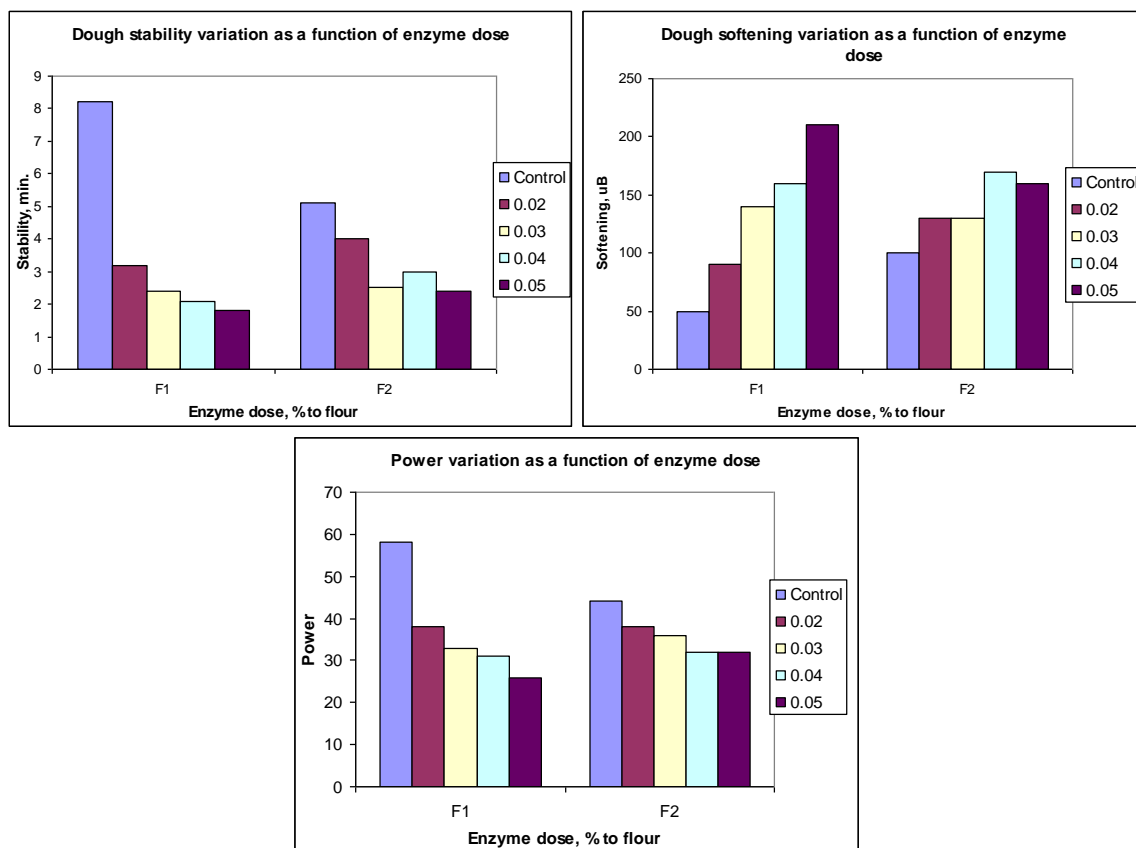 Dough stability variation as a function of enzyme dose
9
8
7
6
5
4
3
2
1
0
Stability, min.
F1 F2
Enzyme dose, % to flour
Control
0.02
0.03
0.04
0.05
Dough softening variation as a function of enzyme
dose
250
200
150
100
50
0
Softening, uB
F1 F2
Enzyme dose, % to flour
Control
0.02
0.03
0.04
0.05
Power variation as a function of enzyme dose
70
60
50
40
30
20
10
0
Power
F1 F2
Enzyme dose, % to flour
Control
0.02
0.03
0.04
0.05